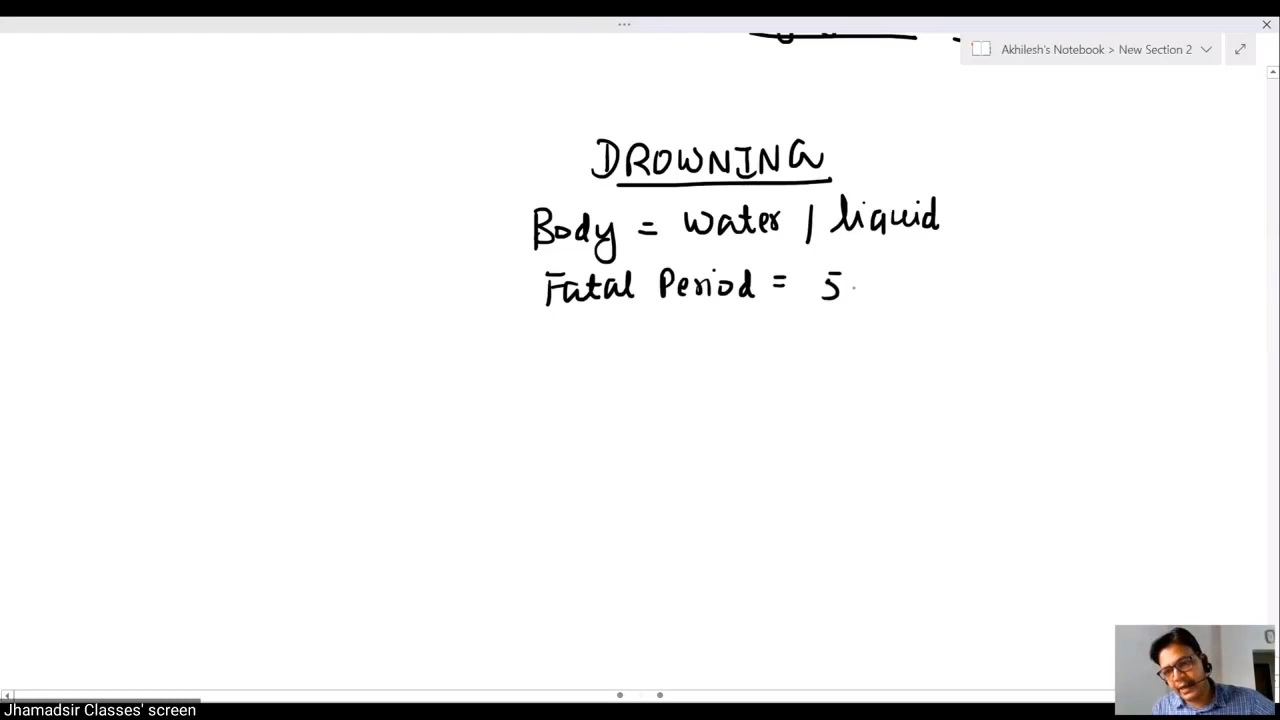 Akhilesh's Notebook > New Section 2
DROWNING
Body = water / liquid
Fatal Period = 5
Jhamadsir Classes' screen